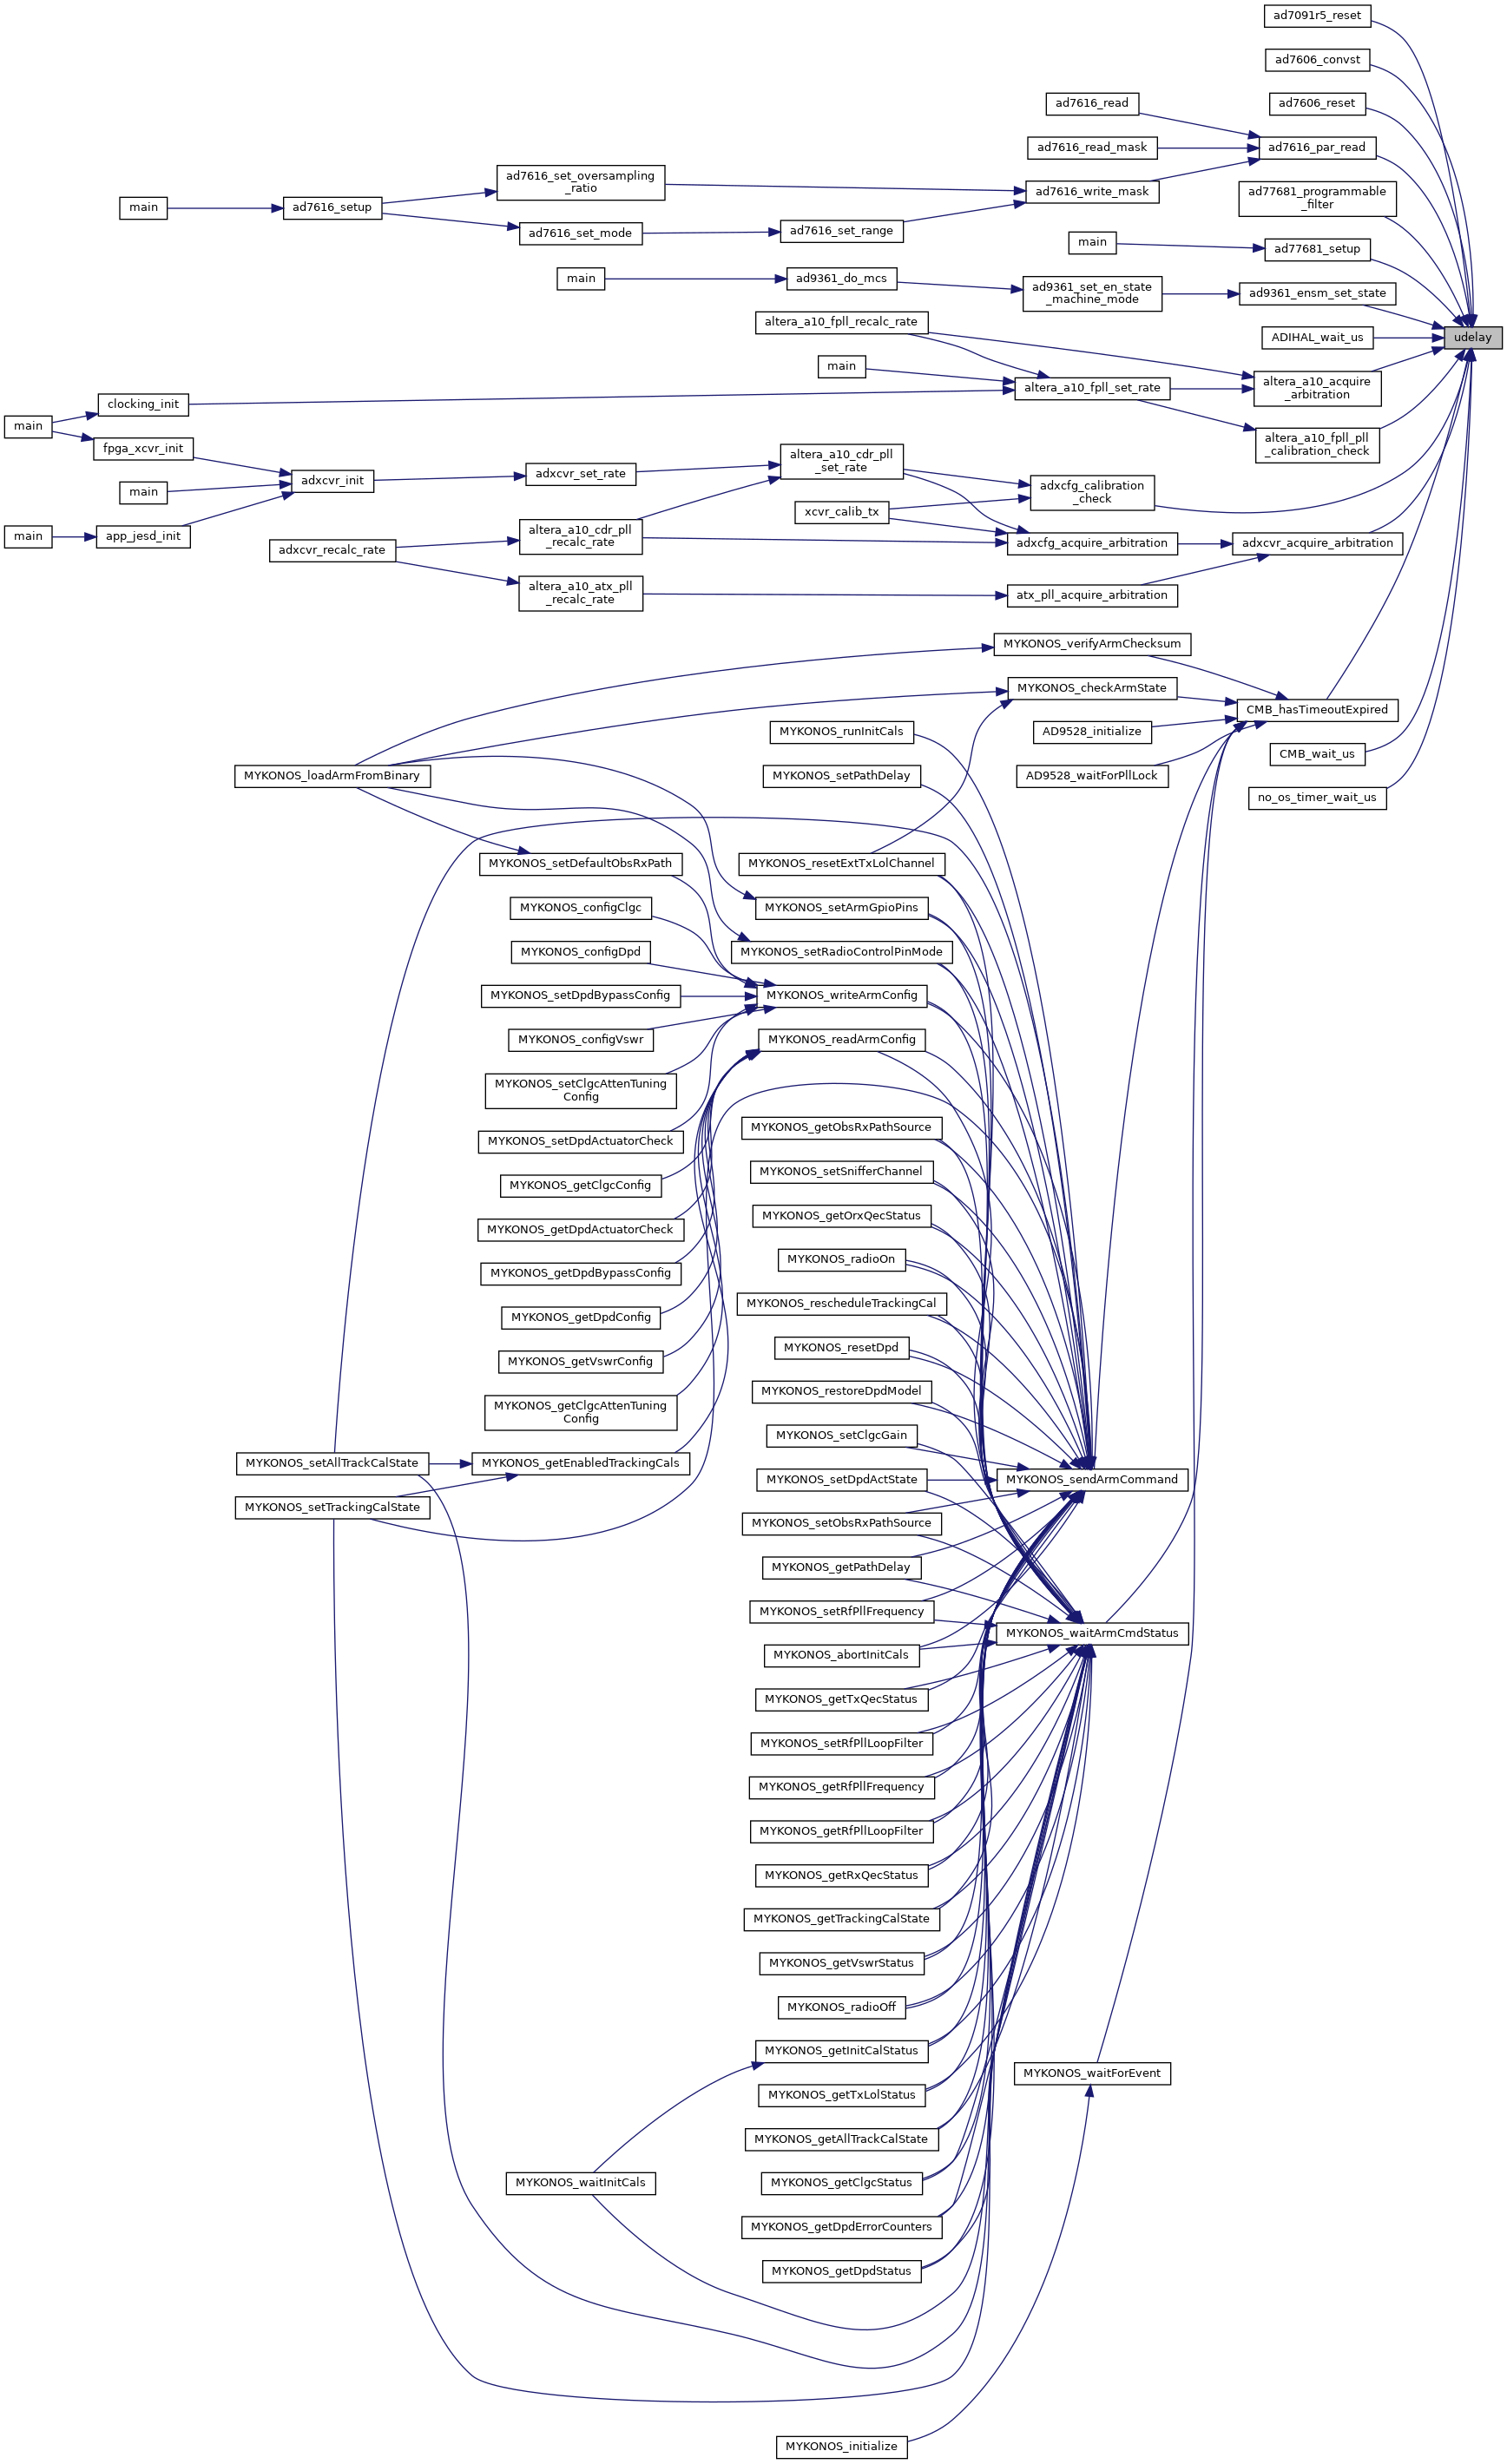 ad7091r5_reset
ad7606_convst
ad7606_reset
ad7616_read
ad7616_par_read
ad7616_read_mask
ad7616_set_oversampling
_ratio
ad7616_write_mask
ad77681_programmable
_filter
main
ad7616_setup
ad7616_set_mode
ad7616_set_range
main
ad77681_setup
main
ad9361_do_mcs
ad9361_set_en_state
_machine_mode
ad9361_ensm_set_state
altera_a10_fpll_recalc_rate
ADIHAL_wait_us
udelay
main
altera_a10_fpll_set_rate
altera_a10_acquire
_arbitration
clocking_init
main
fpga_xcvr_init
altera_a10_fpll_pll
_calibration_check
altera_a10_cdr_pll
_set_rate
adxcvr_set_rate
adxcvr_init
main
adxcfg_calibration
_check
xcvr_calib_tx
main
app_jesd_init
altera_a10_cdr_pll
_recalc_rate
adxcvr_recalc_rate
adxcfg_acquire_arbitration
adxcvr_acquire_arbitration
altera_a10_atx_pll
_recalc_rate
atx_pll_acquire_arbitration
MYKONOS_verifyArmChecksum
MYKONOS_checkArmState
CMB_hasTimeoutExpired
MYKONOS_runInitCals
AD9528_initialize
CMB_wait_us
MYKONOS_loadArmFromBinary
MYKONOS_setPathDelay
AD9528_waitForPllLock
no_os_timer_wait_us
MYKONOS_setDefaultObsRxPath
MYKONOS_resetExtTxLolChannel
MYKONOS_configClgc
MYKONOS_setArmGpioPins
MYKONOS_configDpd
MYKONOS_setRadioControlPinMode
MYKONOS_setDpdBypassConfig
MYKONOS_writeArmConfig
MYKONOS_configVswr
MYKONOS_readArmConfig
MYKONOS_setClgcAttenTuning
Config
MYKONOS_getObsRxPathSource
MYKONOS_setDpdActuatorCheck
MYKONOS_setSnifferChannel
MYKONOS_getClgcConfig
MYKONOS_getOrxQecStatus
MYKONOS_getDpdActuatorCheck
MYKONOS_radioOn
MYKONOS_getDpdBypassConfig
MYKONOS_rescheduleTrackingCal
MYKONOS_getDpdConfig
MYKONOS_resetDpd
MYKONOS_getVswrConfig
MYKONOS_restoreDpdModel
MYKONOS_getClgcAttenTuning
Config
MYKONOS_setClgcGain
MYKONOS_setAllTrackCalState
MYKONOS_getEnabledTrackingCals
MYKONOS_setDpdActState
MYKONOS_sendArmCommand
MYKONOS_setTrackingCalState
MYKONOS_setObsRxPathSource
MYKONOS_getPathDelay
MYKONOS_setRfPllFrequency
MYKONOS_waitArmCmdStatus
MYKONOS_abortInitCals
MYKONOS_getTxQecStatus
MYKONOS_setRfPllLoopFilter
MYKONOS_getRfPllFrequency
MYKONOS_getRfPllLoopFilter
MYKONOS_getRxQecStatus
MYKONOS_getTrackingCalState
MYKONOS_getVswrStatus
MYKONOS_radioOff
MYKONOS_getInitCalStatus
MYKONOS_waitForEvent
MYKONOS_getTxLolStatus
MYKONOS_getAllTrackCalState
MYKONOS_waitInitCals
MYKONOS_getClgcStatus
MYKONOS_getDpdErrorCounters
MYKONOS_getDpdStatus
MYKONOS_initialize